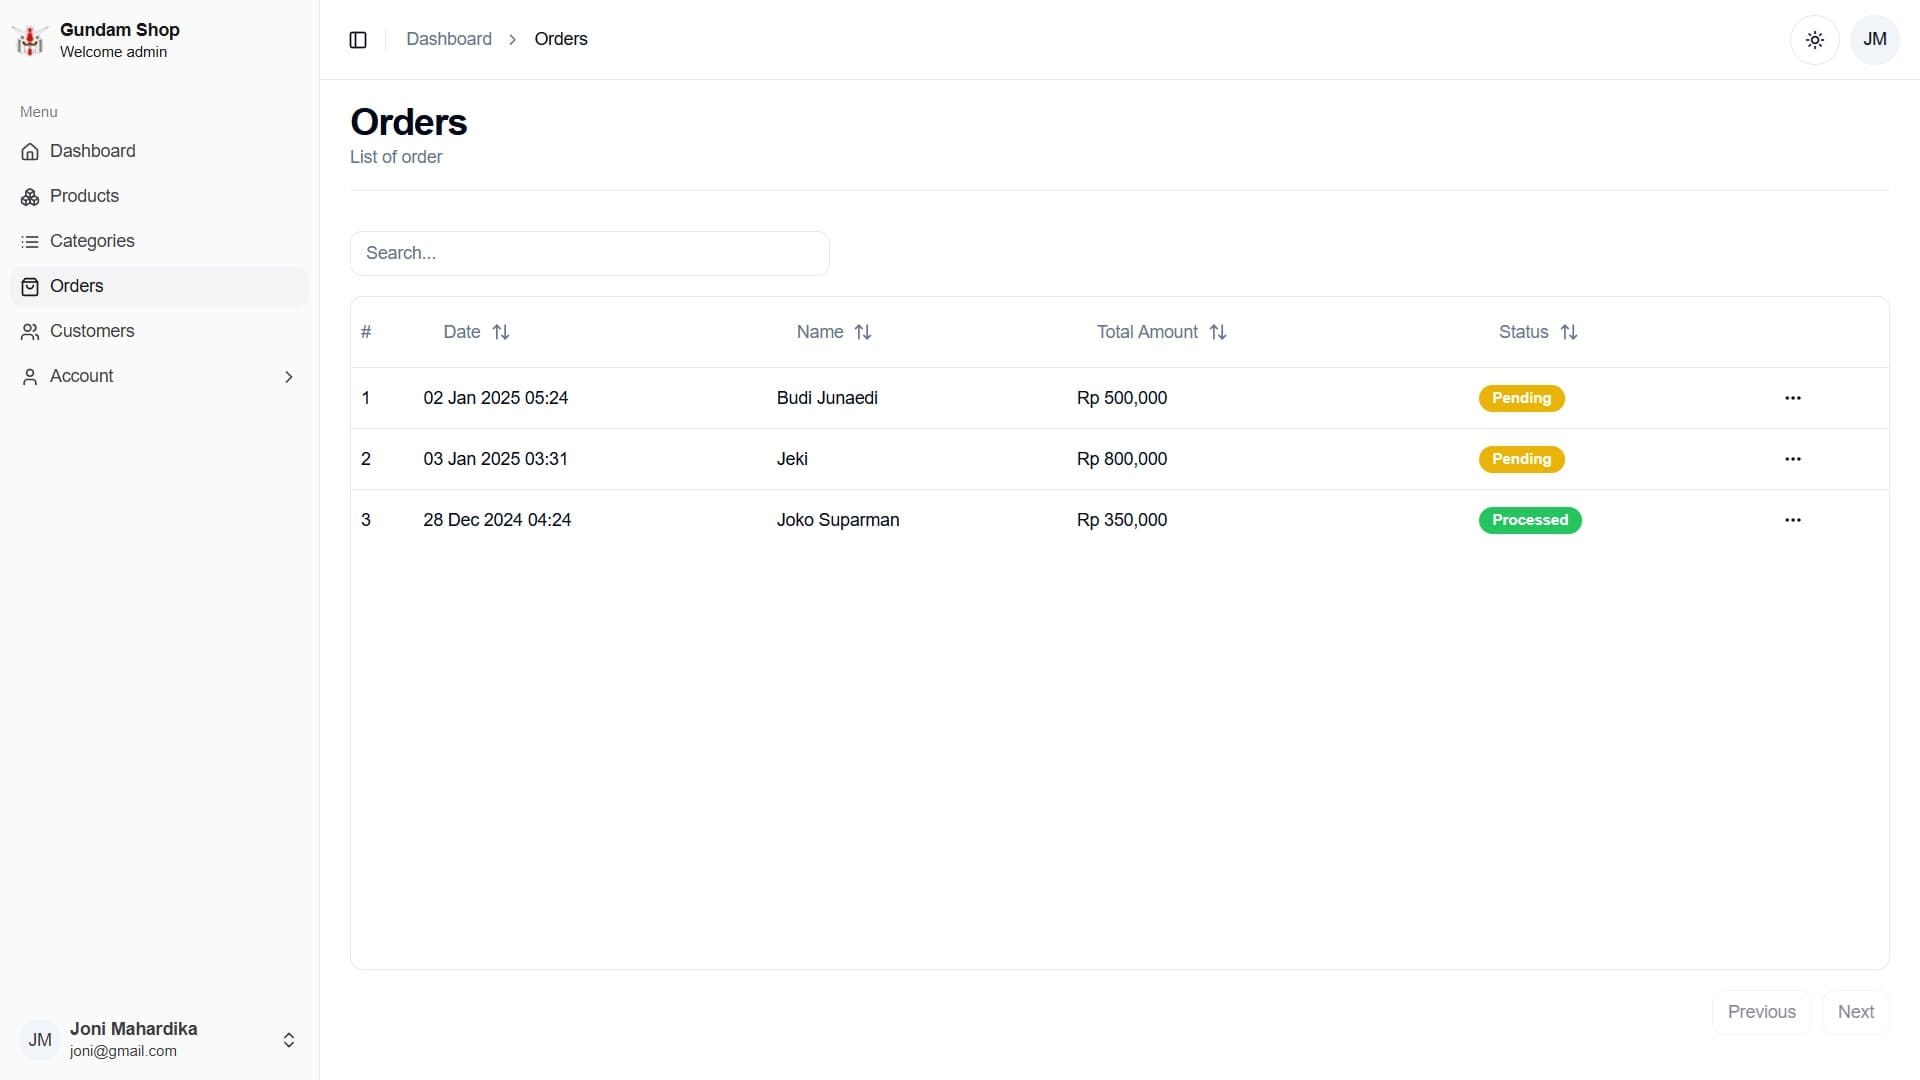 Gundam Shop
Welcome admin
Menu
Dashboard
Products
Categories
Orders
Customers
Account
Joni Mahardika
joni@gmail.com
JM
Dashboard > Orders
JM
Orders
List of order
Search...
# Date Name Total Amount Status
1 02 Jan 2025 05:24 Budi Junaedi Rp 500,000 Pending ...
2 03 Jan 2025 03:31 Jeki Rp 800,000 Pending ...
3 28 Dec 2024 04:24 Joko Suparman Rp 350,000 Processed ...
Previous Next